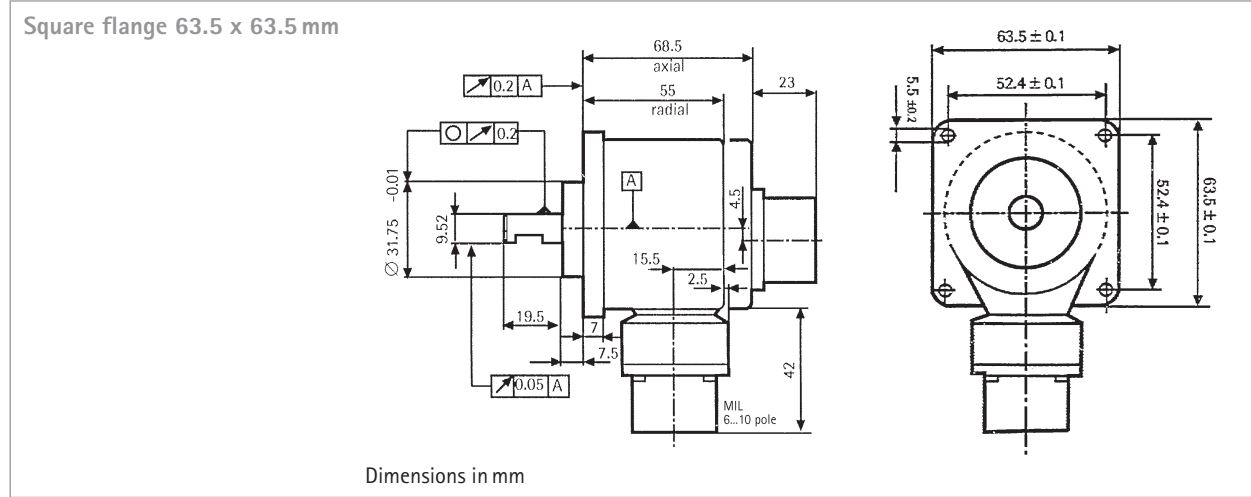 Square flange 63.5 x 63.5 mm
68.5
axial
55
radial
23
0.2 A
0.2
A
4.5
-0.01
Ø 31.75
9.52
15.5
2.5
19.5
7
7.5
42
0.05 A
MIL
6...10 pole
63.5 ± 0.1
52.4 ± 0.1
5.5 ±0.2
52.4 ± 0.1
63.5 ± 0.1
Dimensions in mm